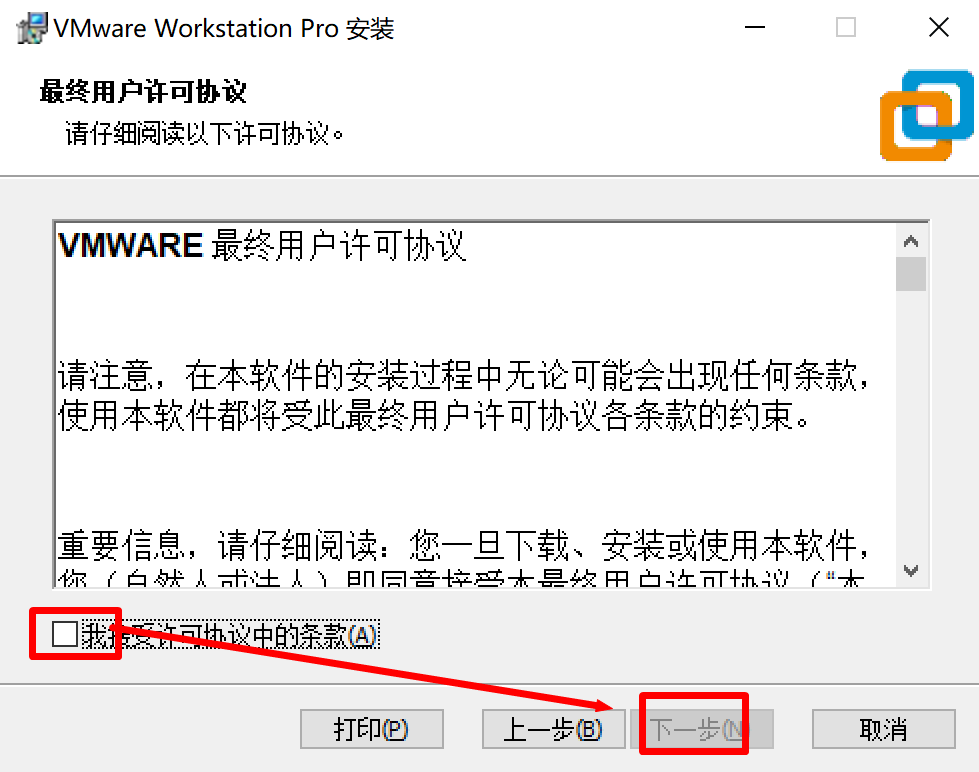 VMware Workstation Pro 安装
最终用户许可协议
请仔细阅读以下许可协议。
VMWARE 最终用户许可协议
请注意，在本软件的安装过程中无论可能会出现任何条款，
使用本软件都将受此最终用户许可协议各条款的约束。
重要信息，请仔细阅读：您一旦下载、安装或使用本软件，
您（自然人或法人）即同意接受本最终用户许可协议（“本
我接受许可协议中的条款(A)
打印(P)
上一步(B)
下一步(N
取消